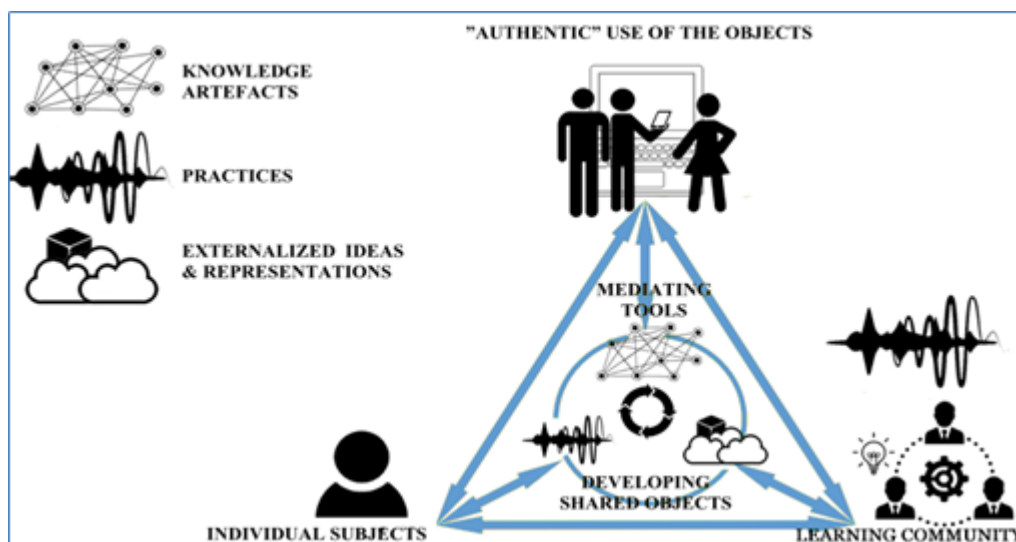 "AUTHENTIC" USE OF THE OBJECTS
KNOWLEDGE
ARTEFACTS
PRACTICES
EXTERNALIZED IDEAS
& REPRESENTATIONS
MEDIATING
TOOLS
DEVELOPING
SHARED OBJECTS
INDIVIDUAL SUBJECTS
LEARNING COMMUNITY